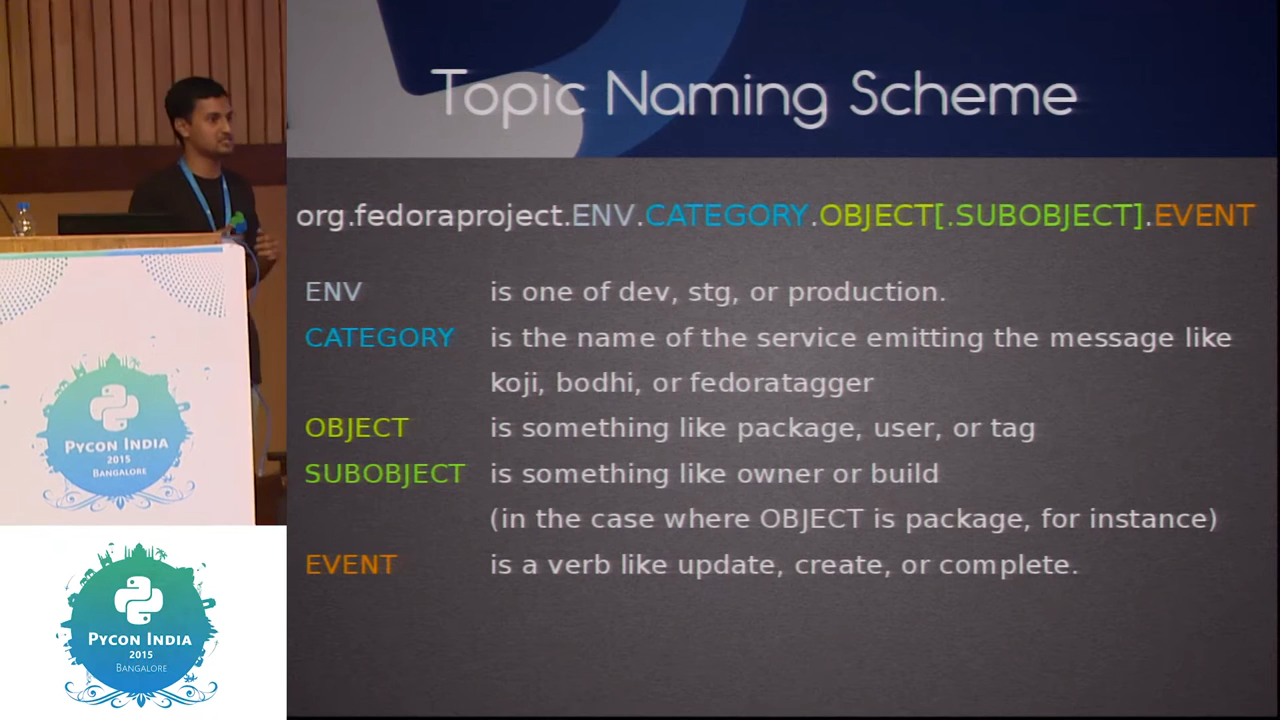 Topic Naming Scheme
org.fedoraproject.ENV.CATEGORY.OBJECT[.SUBOBJECT].EVENT
ENV is one of dev, stg, or production.
CATEGORY is the name of the service emitting the message like
koji, bodhi, or fedoratagger
OBJECT is something like package, user, or tag
SUBOBJECT is something like owner or build
(in the case where OBJECT is package, for instance)
EVENT is a verb like update, create, or complete.
PYCON INDIA
2015
BANGALORE
PYCON INDIA
2015
BANGALORE